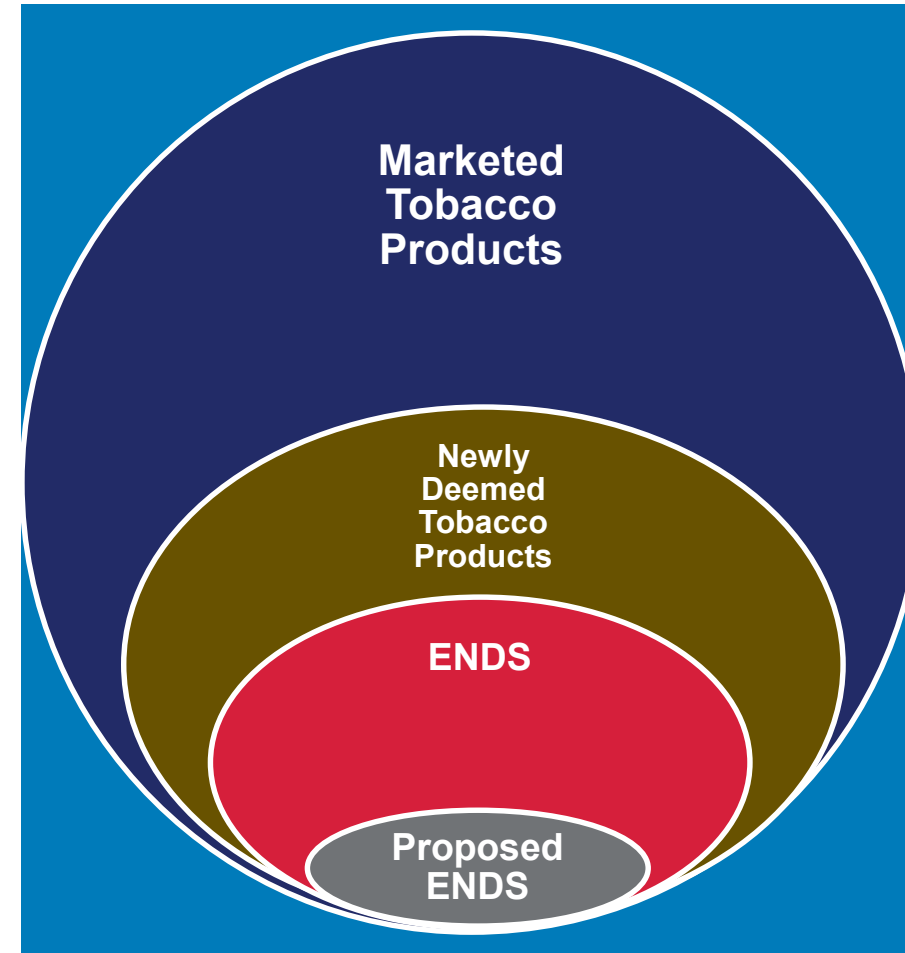 Marketed
Tobacco
Products
Newly
Deemed
Tobacco
Products
ENDS
Proposed
ENDS